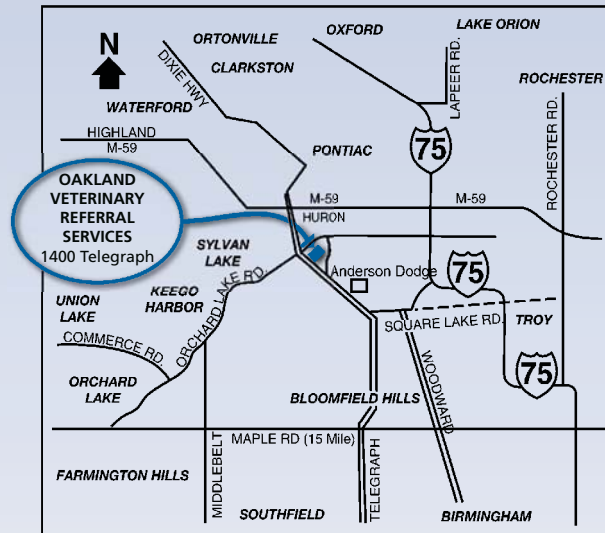 N
ORTONVILLE
OXFORD
LAKE ORION
DIXIE HWY
CLARKSTON
LAPEER RD.
ROCHESTER
WATERFORD
ROCHESTER RD.
HIGHLAND
M-59
PONTIAC
75
OAKLAND
VETERINARY
REFERRAL
SERVICES
1400 Telegraph
M-59
M-59
HURON
SYLVAN
LAKE
Anderson Dodge
75
KEEGO
HARBOR
ORCHARD LAKE RD.
UNION
LAKE
SQUARE LAKE RD.
TROY
COMMERCE RD.
WOODWARD
75
ORCHARD
LAKE
BLOOMFIELD HILLS
MAPLE RD (15 Mile)
MIDDLEBELT
TELEGRAPH
FARMINGTON HILLS
SOUTHFIELD
BIRMINGHAM